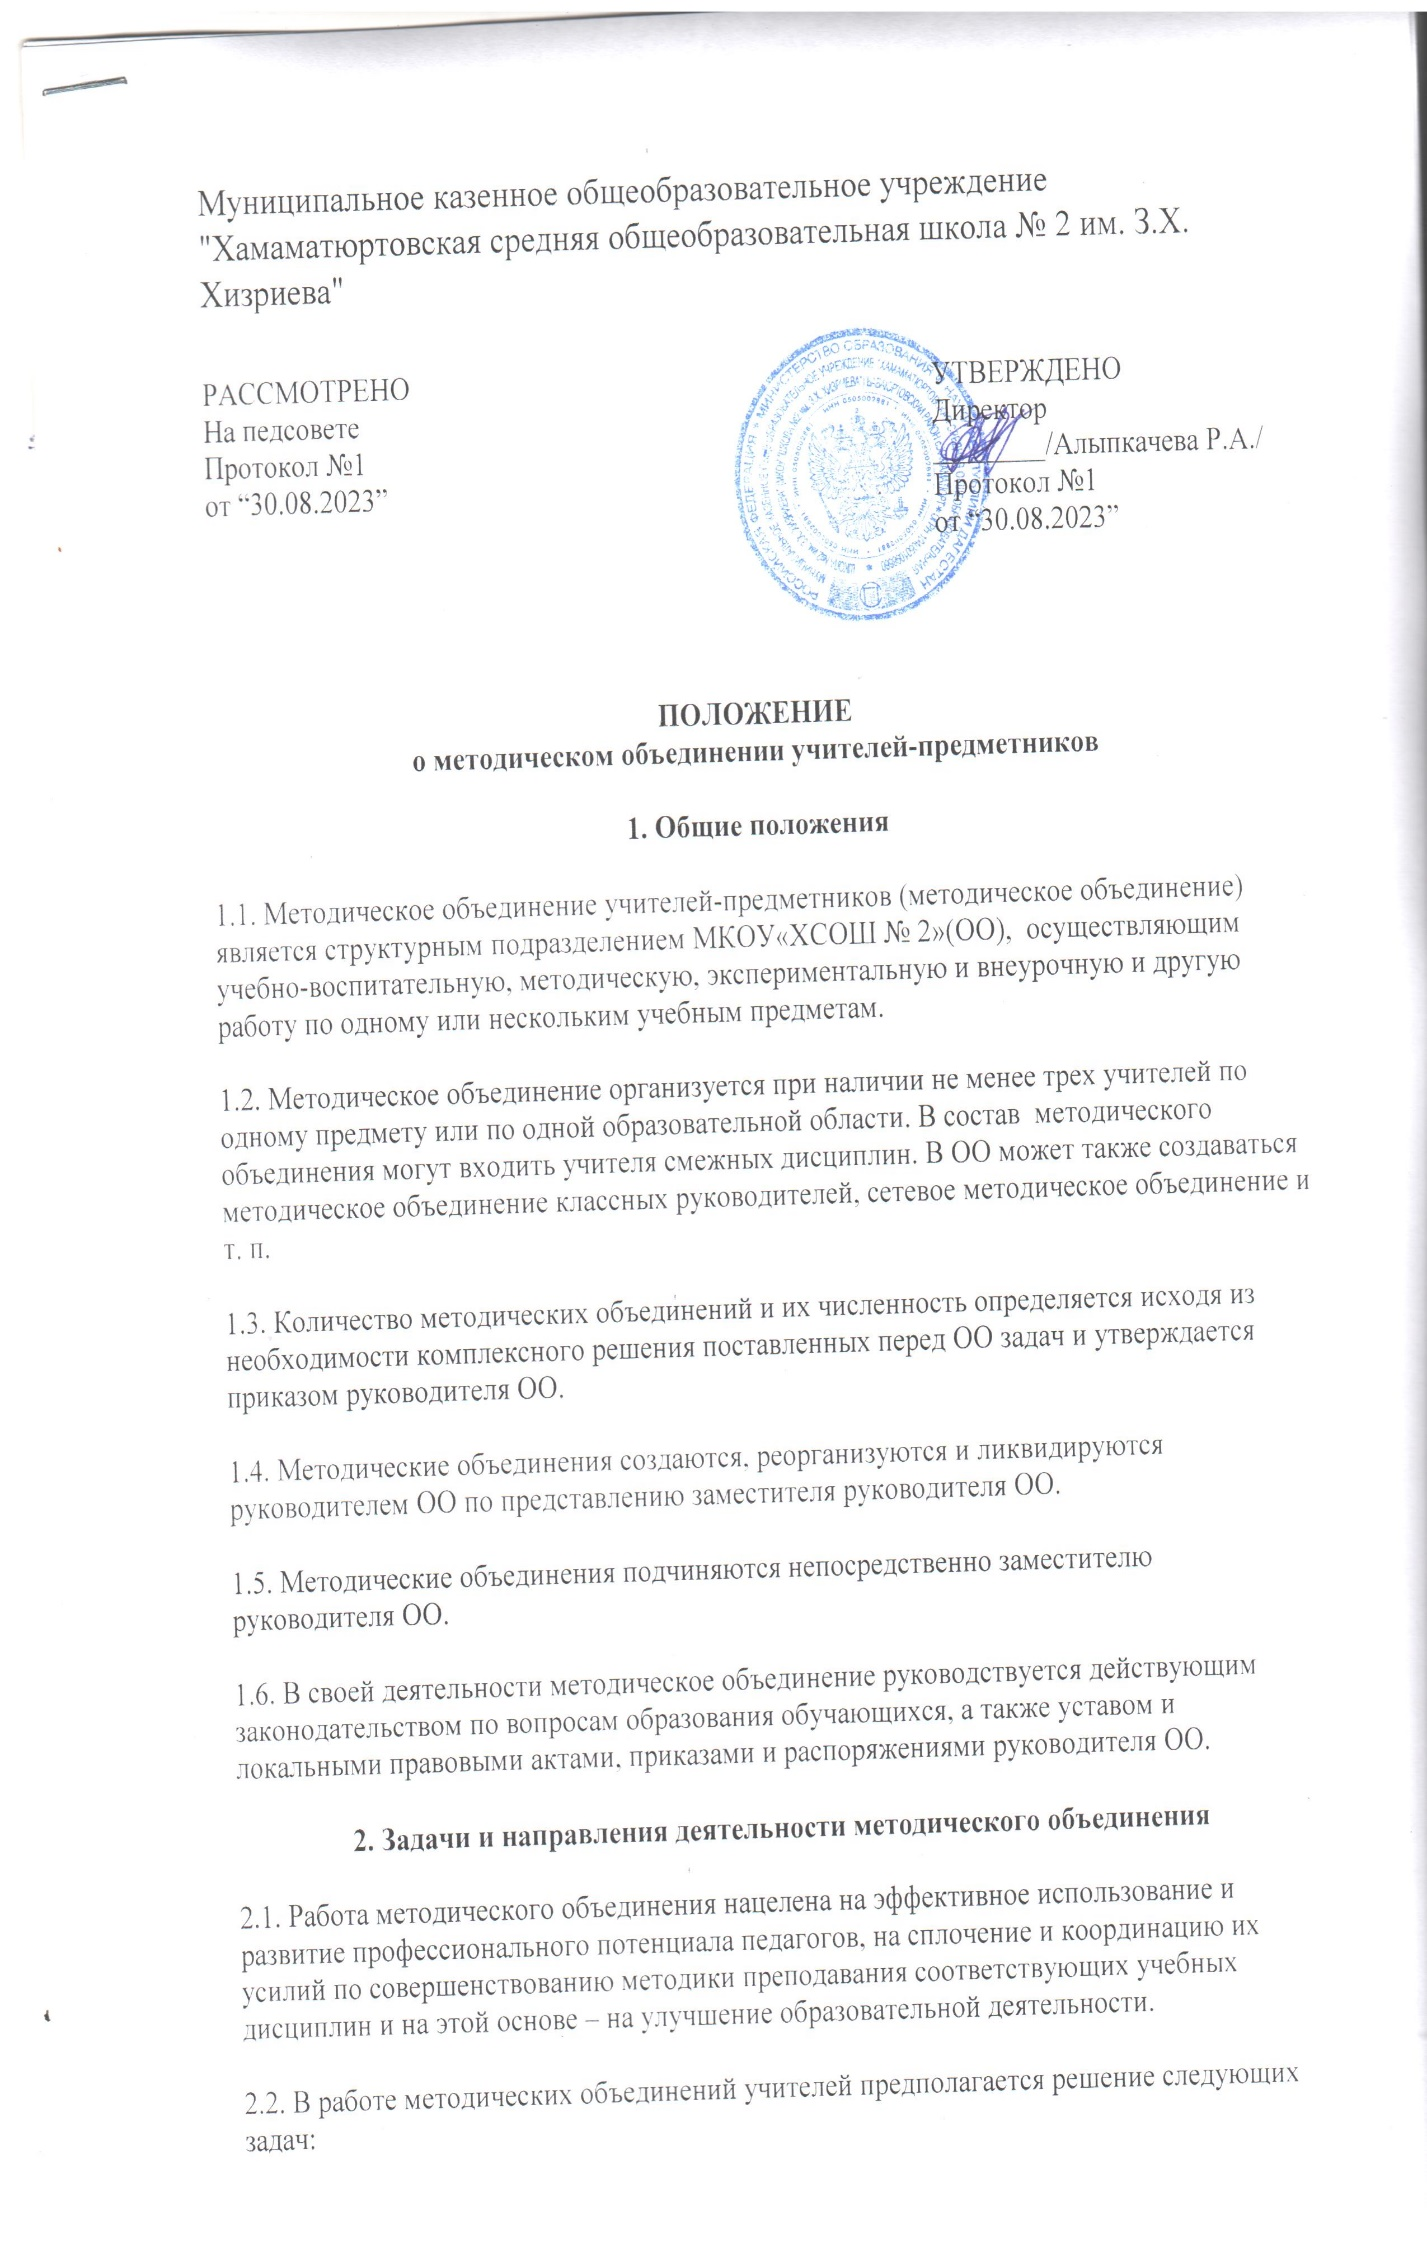 Муниципальное казенное общеобразовательное учреждение
"Хамаматюртовская средняя общеобразовательная школа № 2 им. З.Х.
Хизриева"
РАССМОТРЕНО
На педсовете
Протокол №1
от “30.08.2023”
УТВЕРЖДЕНО
Директор
________/Алыпкачева Р.А./
Протокол №1
от “30.08.2023”
РОССИЙСКАЯ ФЕДЕРАЦИЯ МИНИСТЕРСТВО ОБРАЗОВАНИЯ И НАУКИ ДАГЕСТАН
ПОЛОЖЕНИЕ
о методическом объединении учителей-предметников
1. Общие положения
1.1. Методическое объединение учителей-предметников (методическое объединение)
является структурным подразделением МКОУ«ХСОШ № 2»(ОО),  осуществляющим
учебно-воспитательную, методическую, экспериментальную и внеурочную и другую
работу по одному или нескольким учебным предметам.
1.2. Методическое объединение организуется при наличии не менее трех учителей по
одному предмету или по одной образовательной области. В состав  методического
объединения могут входить учителя смежных дисциплин. В ОО может также создаваться
методическое объединение классных руководителей, сетевое методическое объединение и
т. п.
1.3. Количество методических объединений и их численность определяется исходя из
необходимости комплексного решения поставленных перед ОО задач и утверждается
приказом руководителя ОО.
1.4. Методические объединения создаются, реорганизуются и ликвидируются
руководителем ОО по представлению заместителя руководителя ОО.
1.5. Методические объединения подчиняются непосредственно заместителю
руководителя ОО.
1.6. В своей деятельности методическое объединение руководствуется действующим
законодательством по вопросам образования обучающихся, а также уставом и
локальными правовыми актами, приказами и распоряжениями руководителя ОО.
2. Задачи и направления деятельности методического объединения
2.1. Работа методического объединения нацелена на эффективное использование и
развитие профессионального потенциала педагогов, на сплочение и координацию их
усилий по совершенствованию методики преподавания соответствующих учебных
дисциплин и на этой основе – на улучшение образовательной деятельности.
2.2. В работе методических объединений учителей предполагается решение следующих
задач: